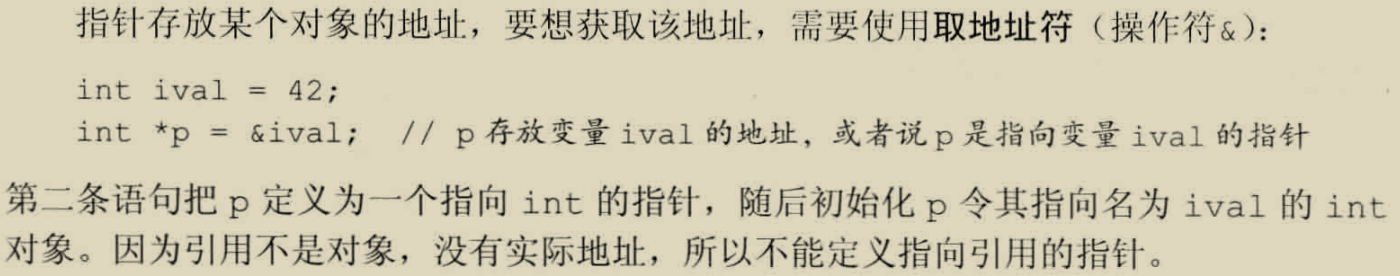 指针存放某个对象的地址，要想获取该地址，需要使用取地址符（操作符&）：
int ival = 42;
int *p = &ival; // p 存放变量 ival 的地址，或者说 p 是指向变量 ival 的指针
第二条语句把 p 定义为一个指向 int 的指针，随后初始化 p 令其指向名为 ival 的 int
对象。因为引用不是对象，没有实际地址，所以不能定义指向引用的指针。